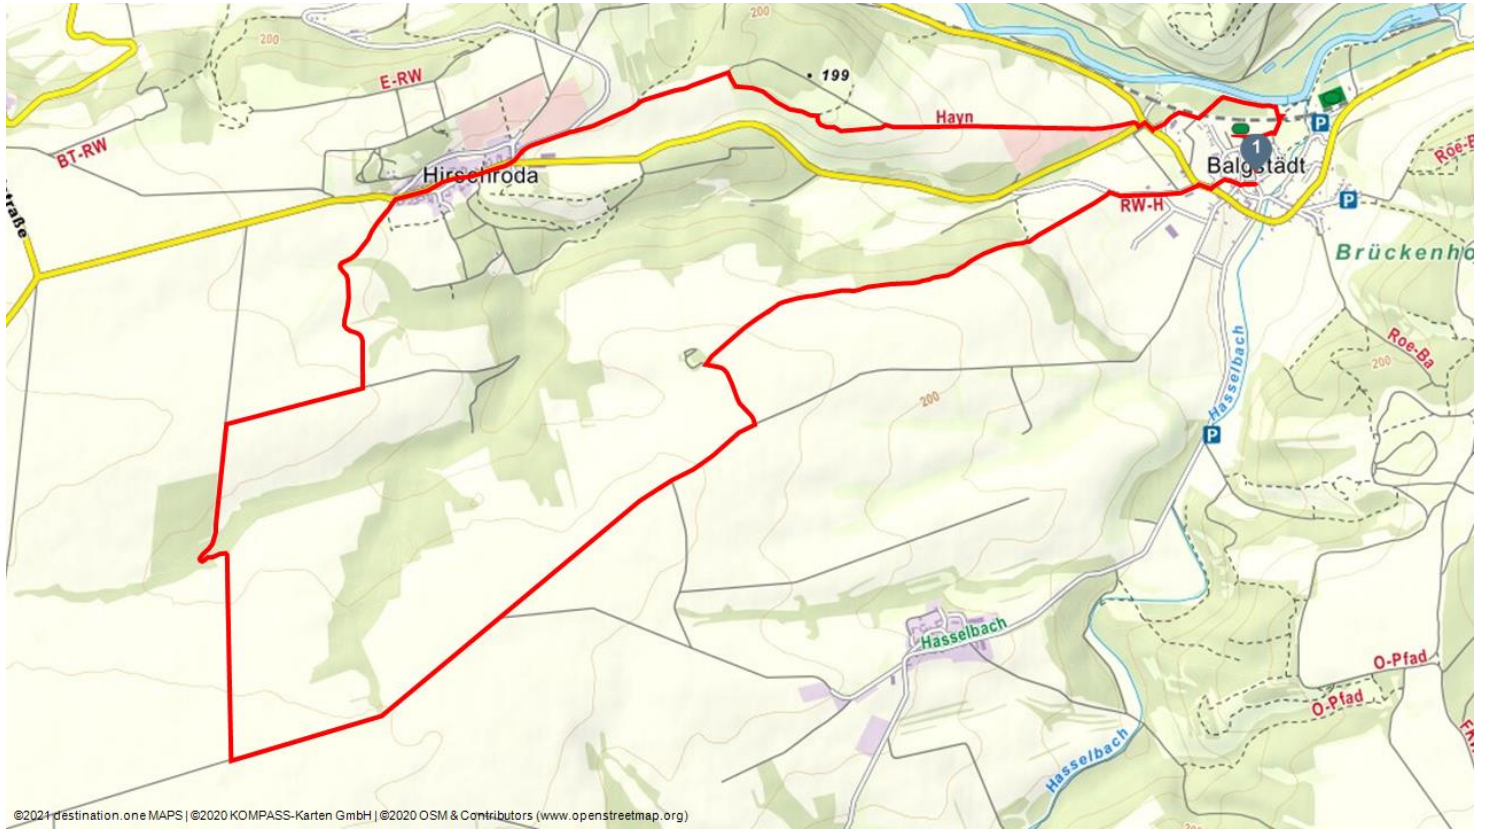 200
200
E-RW
199
Hayn
P
BT-RW
1
Balgstädt
Hirschroda
RW-H
P
Brückenho
Roe-Ba
200
Hasselbach
200
P
Hasselbach
O-Pfad
O-Pfad
Hasselbach
©2021 destination.one MAPS | ©2020 KOMPASS-Karten GmbH | ©2020 OSM & Contributors (www.openstreetmap.org)